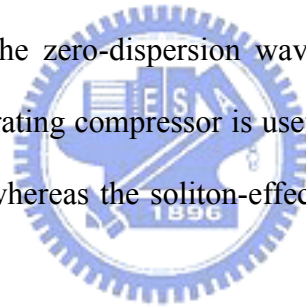 he zero-dispersion wav
rating compressor is use
E S
whereas the soliton-effec
1896